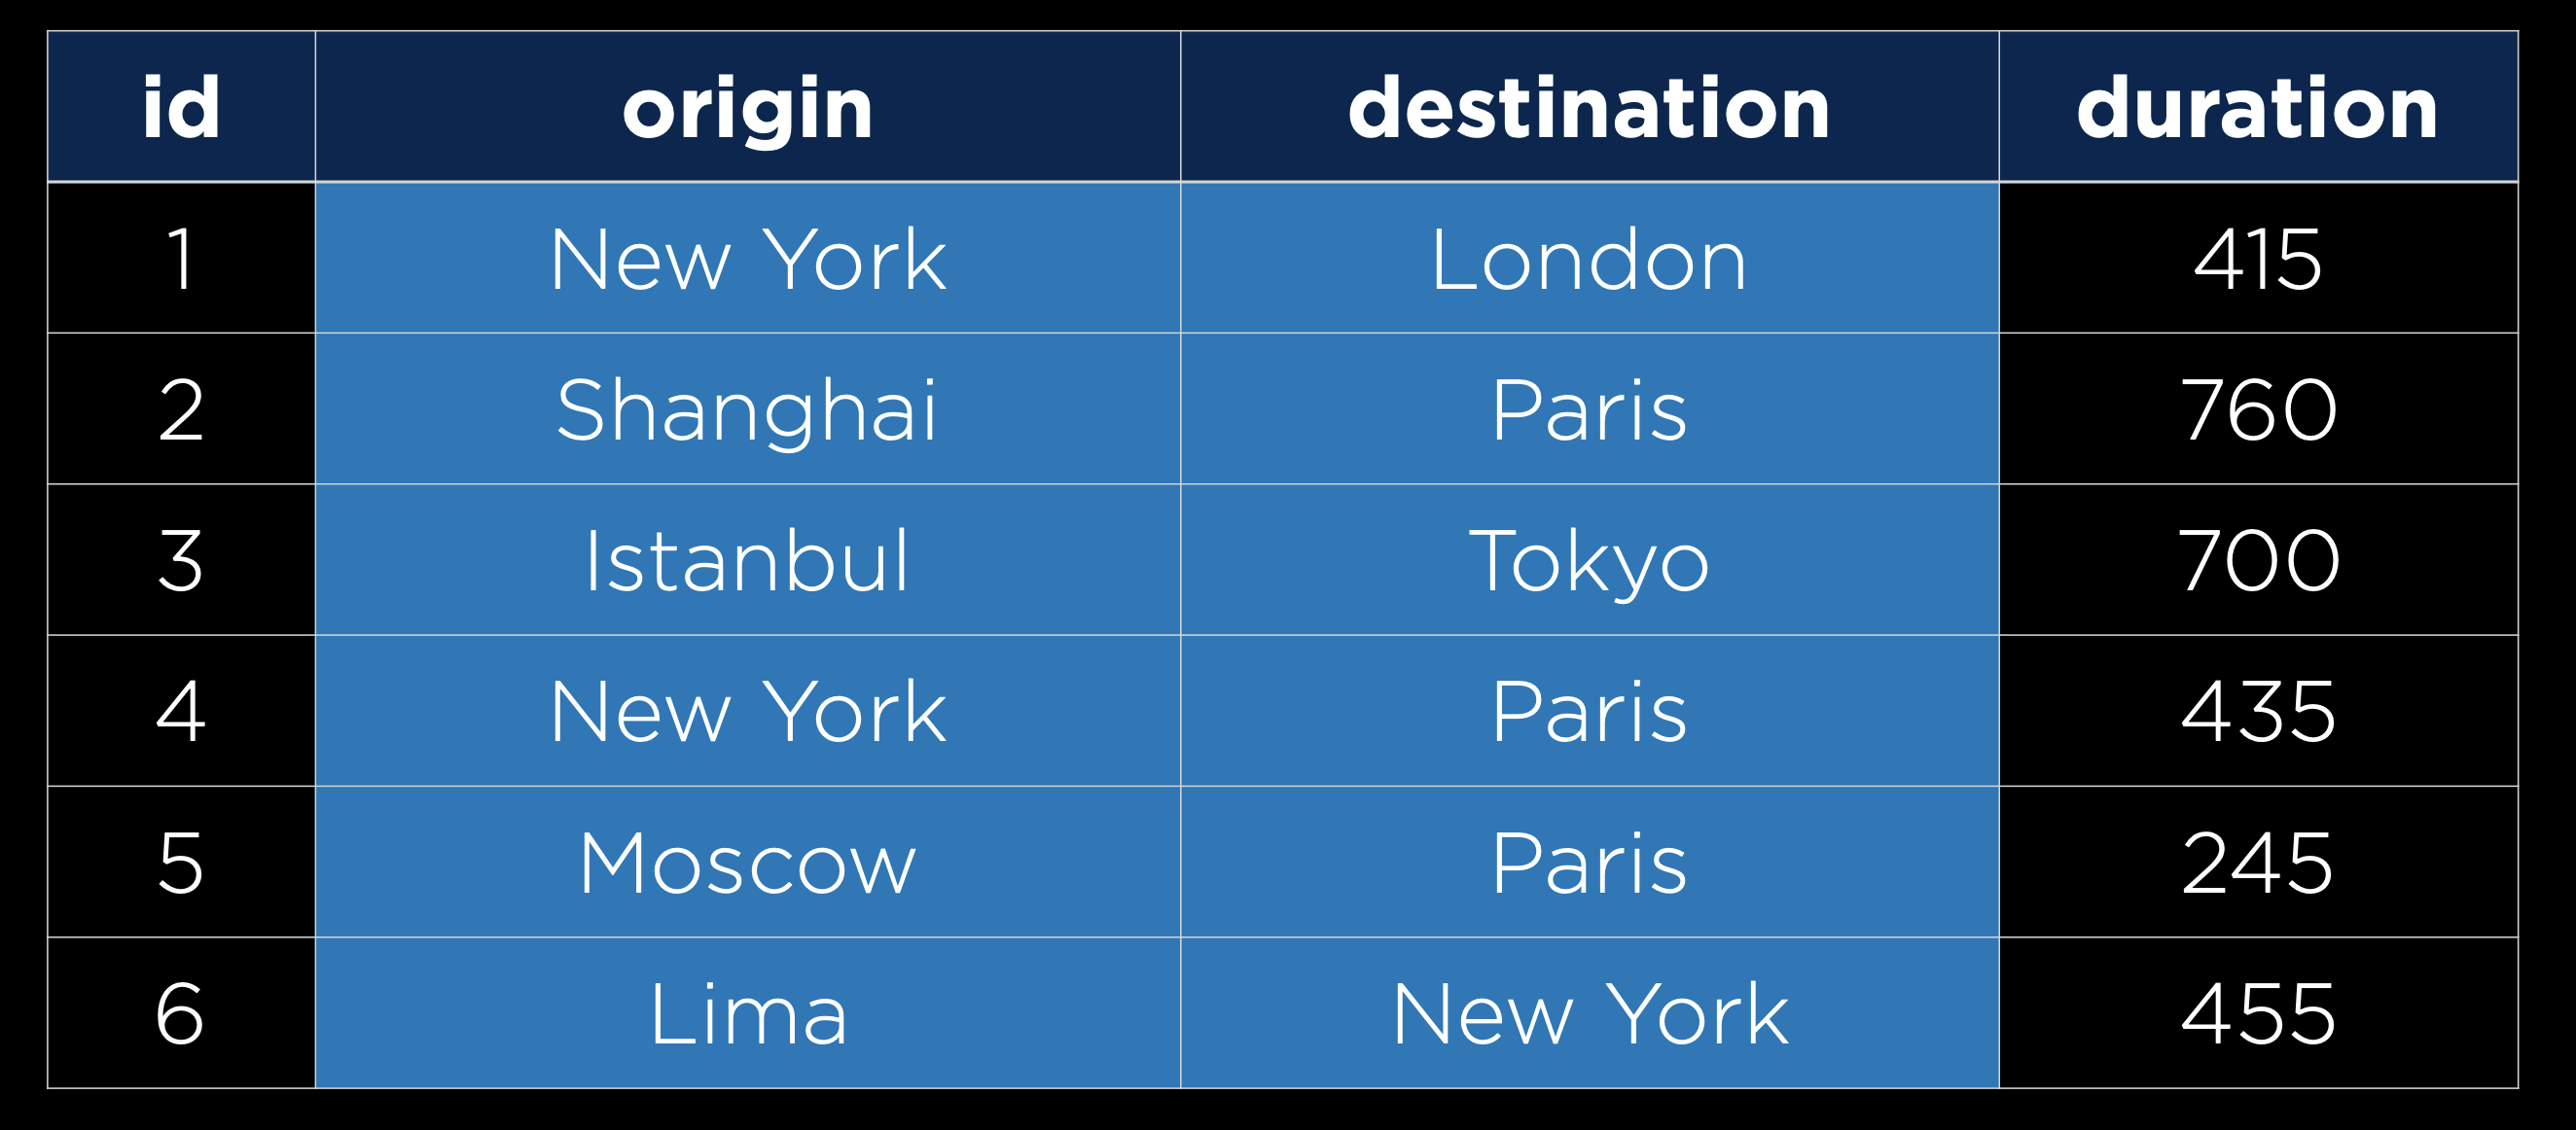 id origin destination duration
1 New York London 415
2 Shanghai Paris 760
3 Istanbul Tokyo 700
4 New York Paris 435
5 Moscow Paris 245
6 Lima New York 455